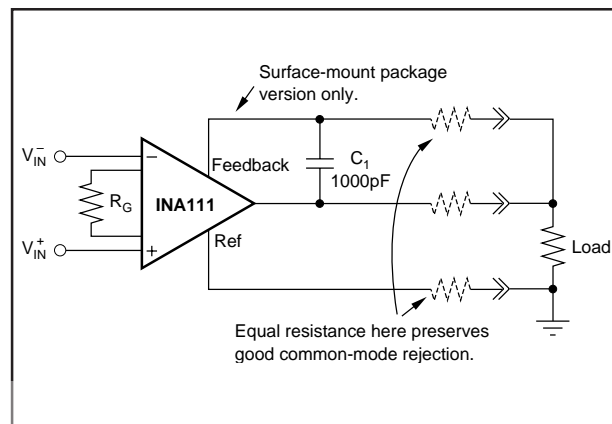 Surface-mount package
version only.
V⁻IN
−
Feedback
C1
1000pF
RG
INA111
V⁺IN
+
Ref
Load
Equal resistance here preserves
good common-mode rejection.